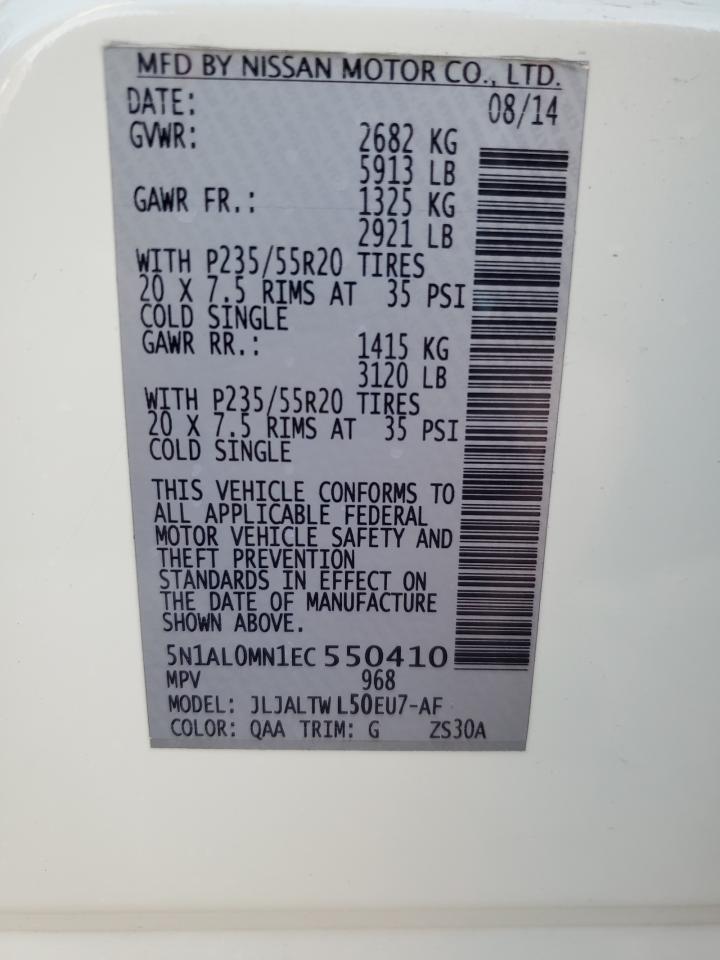 MFD BY NISSAN MOTOR CO., LTD.
DATE: 08/14
GVWR: 2682 KG
5913 LB
GAWR FR.: 1325 KG
2921 LB
WITH P235/55R20 TIRES
20 X 7.5 RIMS AT 35 PSI
COLD SINGLE
GAWR RR.: 1415 KG
3120 LB
WITH P235/55R20 TIRES
20 X 7.5 RIMS AT 35 PSI
COLD SINGLE
THIS VEHICLE CONFORMS TO
ALL APPLICABLE FEDERAL
MOTOR VEHICLE SAFETY AND
THEFT PREVENTION
STANDARDS IN EFFECT ON
THE DATE OF MANUFACTURE
SHOWN ABOVE.
5N1AL0MN1EC 550410
MPV 968
MODEL: JLJALTW L50EU7-AF
COLOR: QAA TRIM: G ZS30A